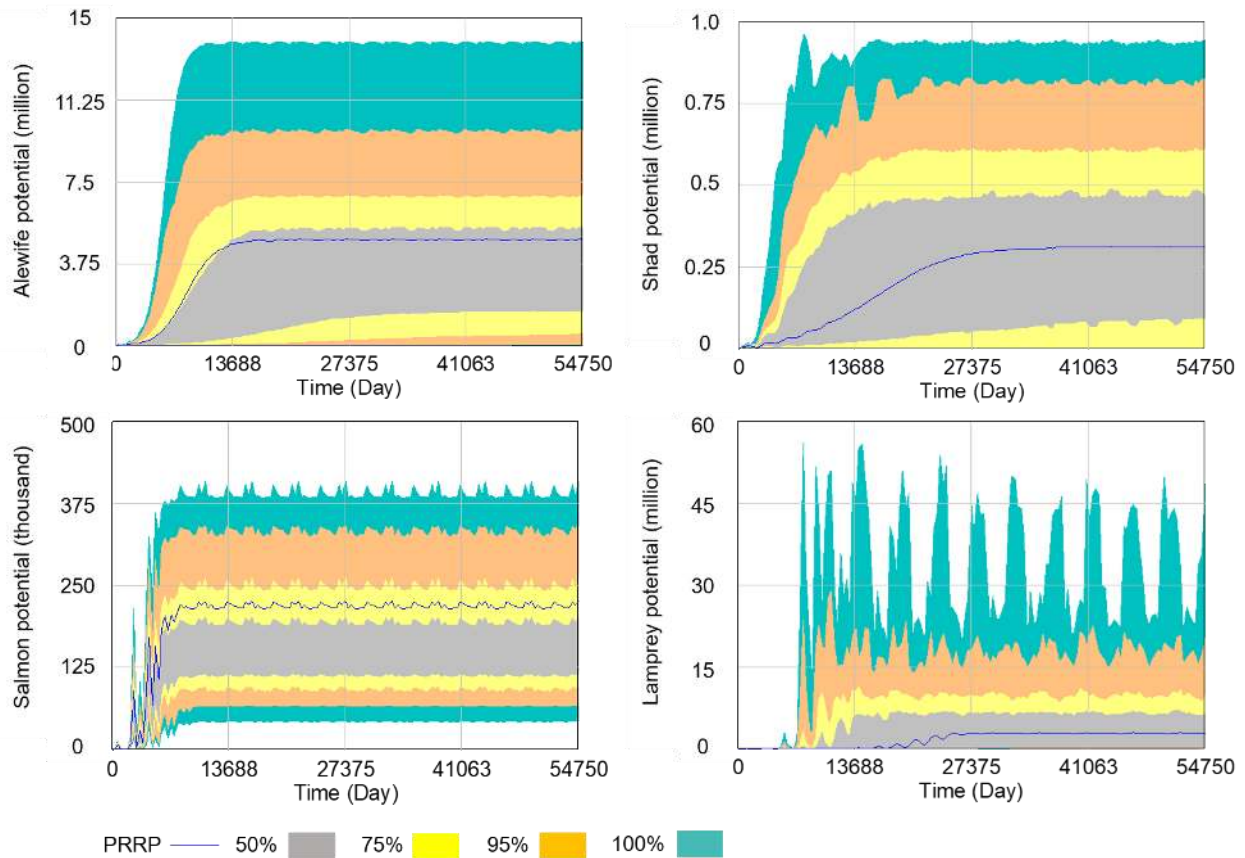 Alewife potential (million)
15
11.25
7.5
3.75
0
0 13688 27375 41063 54750
Time (Day)
Shad potential (million)
1.0
0.75
0.5
0.25
0
0 13688 27375 41063 54750
Time (Day)
Salmon potential (thousand)
500
375
250
125
0
0 13688 27375 41063 54750
Time (Day)
Lamprey potential (million)
60
45
30
15
0
0 13688 27375 41063 54750
Time (Day)
PRRP 50% 75% 95% 100%